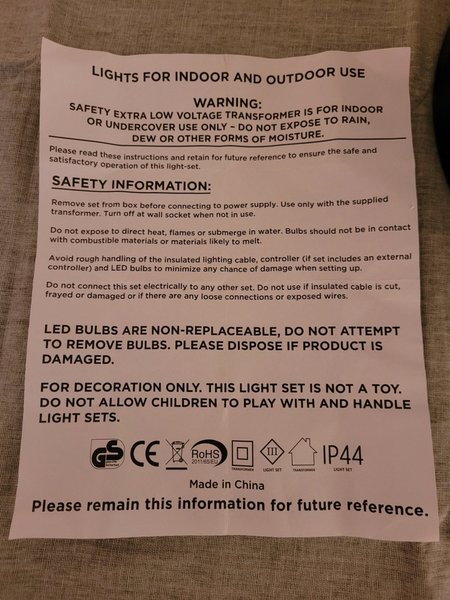 LIGHTS FOR INDOOR AND OUTDOOR USE
WARNING:
SAFETY EXTRA LOW VOLTAGE TRANSFORMER IS FOR INDOOR
OR UNDERCOVER USE ONLY – DO NOT EXPOSE TO RAIN,
DEW OR OTHER FORMS OF MOISTURE.
Please read these instructions and retain for future reference to ensure the safe and
satisfactory operation of this light-set.
SAFETY INFORMATION:
Remove set from box before connecting to power supply. Use only with the supplied
transformer. Turn off at wall socket when not in use.
Do not expose to direct heat, flames or submerge in water. Bulbs should not be in contact
with combustible materials or materials likely to melt.
Avoid rough handling of the insulated lighting cable, controller (if set includes an external
controller) and LED bulbs to minimize any chance of damage when setting up.
Do not connect this set electrically to any other set. Do not use if insulated cable is cut,
frayed or damaged or if there are any loose connections or exposed wires.
LED BULBS ARE NON-REPLACEABLE, DO NOT ATTEMPT
TO REMOVE BULBS. PLEASE DISPOSE IF PRODUCT IS
DAMAGED.
FOR DECORATION ONLY. THIS LIGHT SET IS NOT A TOY.
DO NOT ALLOW CHILDREN TO PLAY WITH AND HANDLE
LIGHT SETS.
GS CE RoHS III IP44
2011/65/EU TRANSFORMER LIGHT SET TRANSFORMER LIGHT SET
Made in China
Please remain this information for future reference.